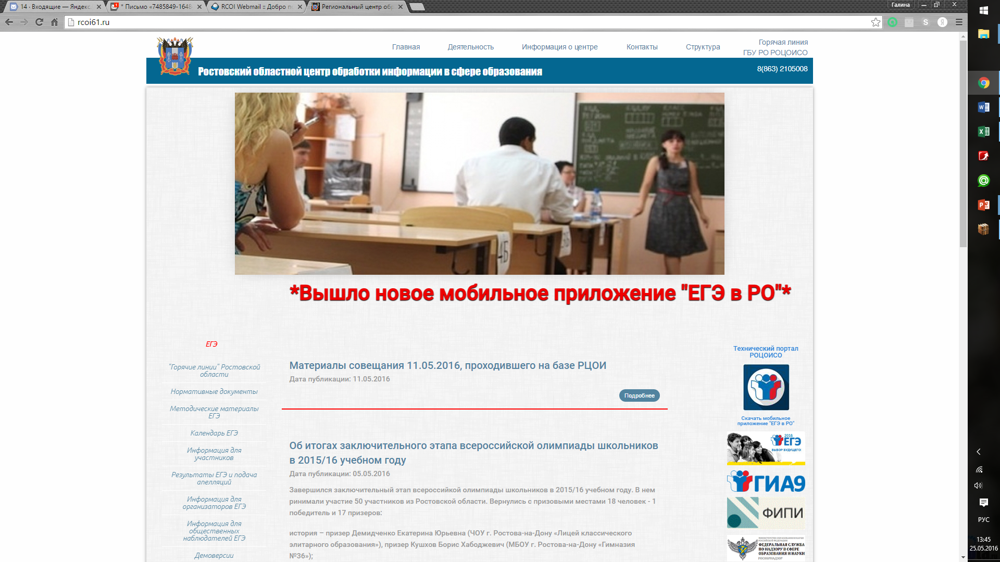 14 · Входящие — Яндекс
* Письмо «7485849-1648
RCOI Webmail :: Добро п
Региональный центр об
Галина
rcoi61.ru
Главная
Деятельность
Информация о центре
Контакты
Структура
Горячая линия
ГБУ РО РОЦОИСО
Ростовский областной центр обработки информации в сфере образования
8(863) 2105008
4Б
*Вышло новое мобильное приложение "ЕГЭ в РО"*
ЕГЭ
"Горячие линии" Ростовской
области
Нормативные документы
Методические материалы
ЕГЭ
Календарь ЕГЭ
Информация для
участников
Результаты ЕГЭ и подача
апелляций
Информация для
организаторов ЕГЭ
Информация для
общественных
наблюдателей ЕГЭ
Демоверсии
Материалы совещания 11.05.2016, проходившего на базе РЦОИ
Дата публикации: 11.05.2016
Подробнее
Об итогах заключительного этапа всероссийской олимпиады школьников
в 2015/16 учебном году
Дата публикации: 05.05.2016
Завершился заключительный этап всероссийкой олимпиады школьников в 2015/16 учебном году. В нем
ринимали участие 50 участников из Ростовской области. Вернулись с призовыми местами 18 человек - 1
победитель и 17 призеров:
история – призер Демидченко Екатерина Юрьевна (ЧОУ г. Ростова-на-Дону «Лицей классического
элитарного образования»), призер Кушхов Борис Хабоджевич (МБОУ г. Ростова-на-Дону «Гимназия
№36»);
Технический портал
РОЦОИСО
Скачать мобильное
приложение "ЕГЭ в РО"
2016
ЕГЭ
ВЫБОР БУДУЩЕГО!
ГИА9
ФИПИ
МИНИСТЕРСТВО ОБРАЗОВАНИЯ И НАУКИ
РОССИЙСКОЙ ФЕДЕРАЦИИ
ФЕДЕРАЛЬНАЯ СЛУЖБА
ПО НАДЗОРУ В СФЕРЕ
ОБРАЗОВАНИЯ И НАУКИ
РОСОБРНАДЗОР
РУС
13:45
25.05.2016